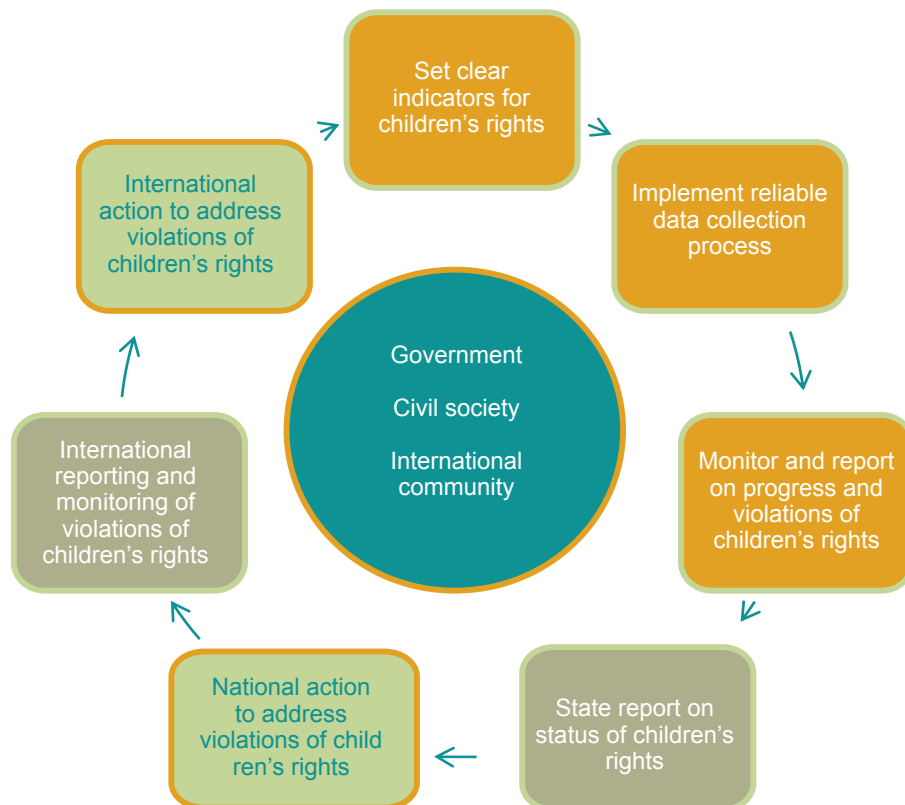 Set clear
indicators for
children’s rights
Implement reliable
data collection
process
Monitor and report
on progress and
violations of
children’s rights
State report on
status of children’s
rights
National action
to address
violations of child
ren’s rights
International
reporting and
monitoring of
violations of
children’s rights
International
action to address
violations of
children’s rights
Government
Civil society
International
community